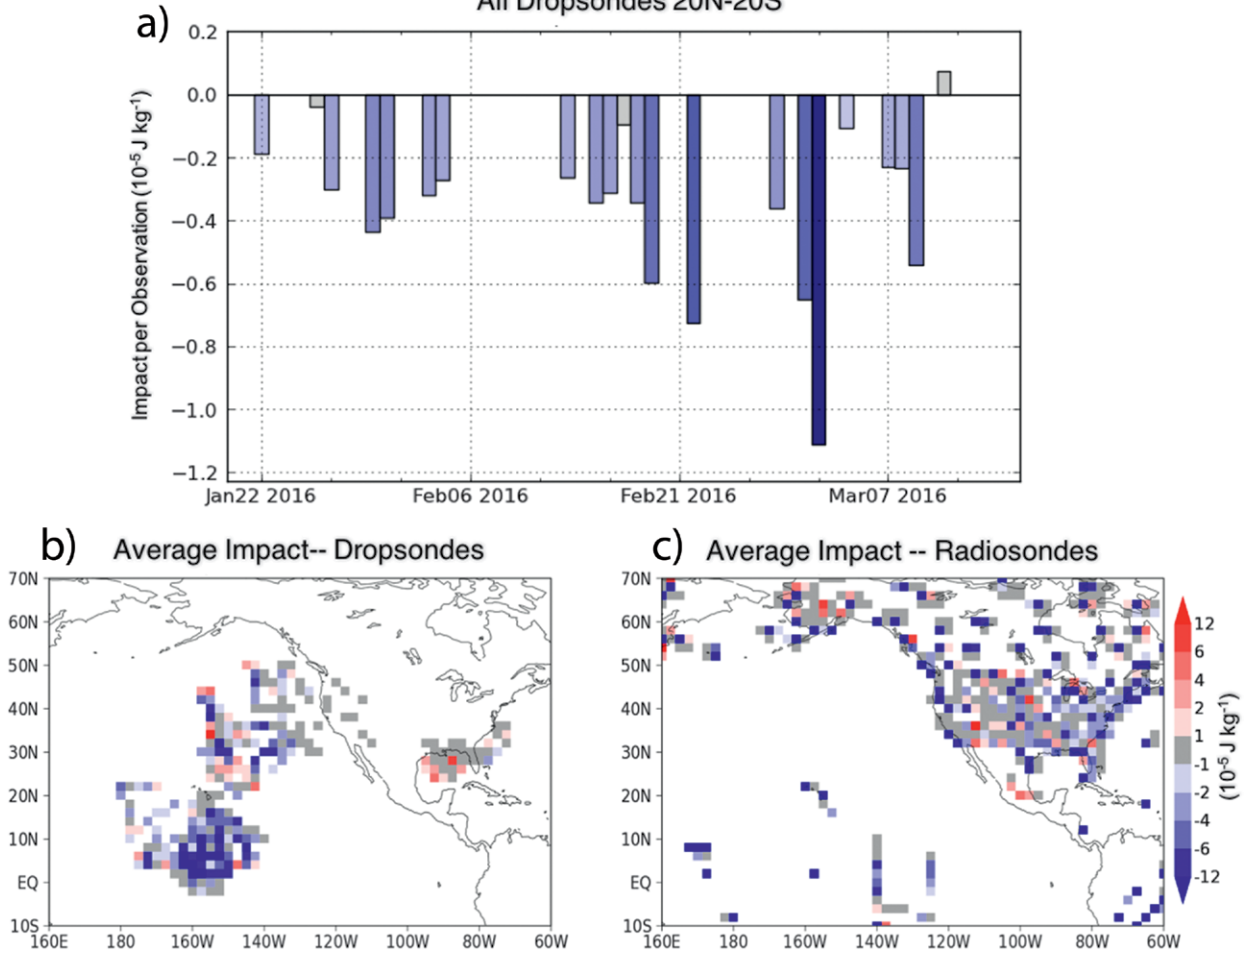 All Dropsondes 20N-20S
a)
0.2
0.0
−0.2
−0.4
−0.6
−0.8
−1.0
−1.2
Impact per Observation (10-5 J kg-1)
Jan22 2016 Feb06 2016 Feb21 2016 Mar07 2016
b) Average Impact-- Dropsondes
70N
60N
50N
40N
30N
20N
10N
EQ
10S
160E 180 160W 140W 120W 100W 80W 60W
c) Average Impact -- Radiosondes
70N
60N
50N
40N
30N
20N
10N
EQ
10S
160E 180 160W 140W 120W 100W 80W 60W
12
6
4
2
1
-1
-2
-4
-6
-12
(10-5 J kg-1)